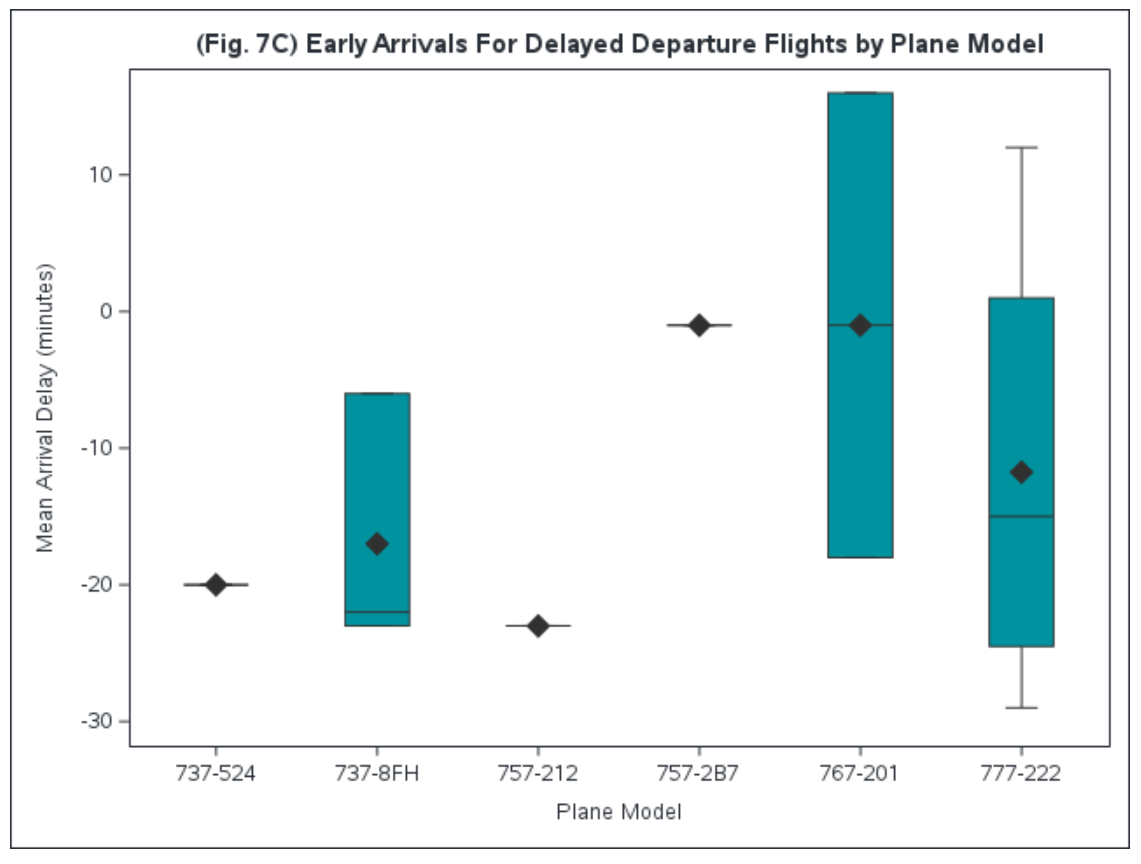 (Fig. 7C) Early Arrivals For Delayed Departure Flights by Plane Model
Mean Arrival Delay (minutes)
10
0
-10
-20
-30
737-524
737-8FH
757-212
757-2B7
767-201
777-222
Plane Model